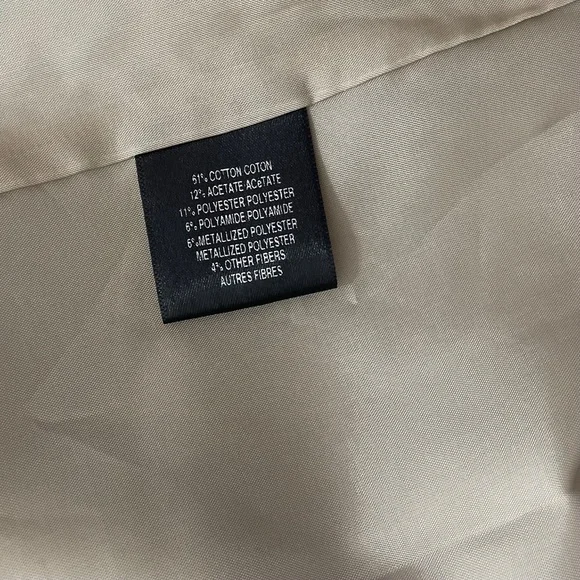 61% COTTON COTON
12% ACETATE ACéTATE
11% POLYESTER POLYESTER
6% POLYAMIDE POLYAMIDE
6% METALLIZED POLYESTER
METALLIZED POLYESTER
4% OTHER FIBERS
AUTRES FIBRES